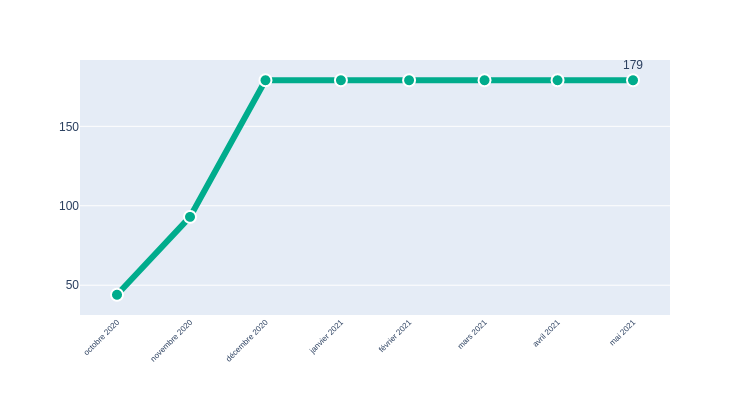 179
150
100
50
octobre 2020
novembre 2020
décembre 2020
janvier 2021
février 2021
mars 2021
avril 2021
mai 2021